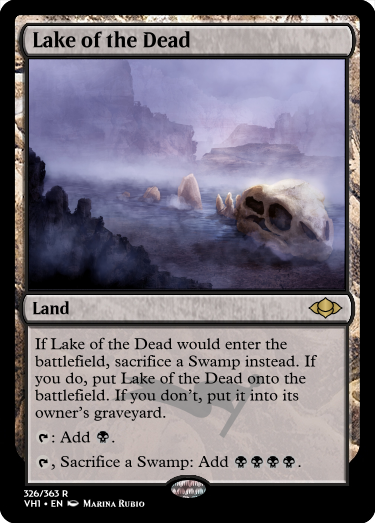 Lake of the Dead
Land
If Lake of the Dead would enter the
battlefield, sacrifice a Swamp instead. If
you do, put Lake of the Dead onto the
battlefield. If you don't, put it into its
owner's graveyard.
: Add .
, Sacrifice a Swamp: Add .
326/363 R
VH1 • EN Marina Rubio